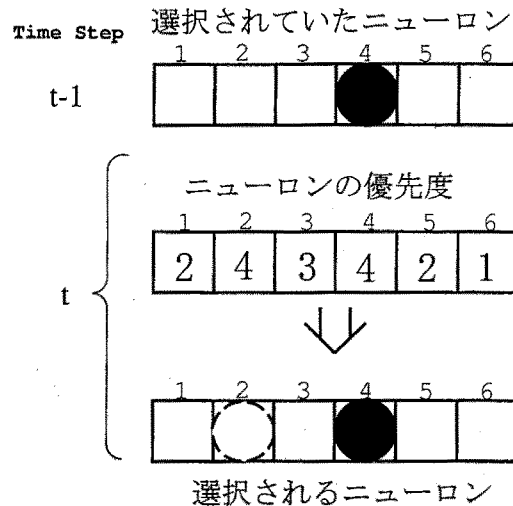 選択されていたニューロン
Time Step
1 2 3 4 5 6
t-1
ニューロンの優先度
1 2 3 4 5 6
2 4 3 4 2 1
t
1 2 3 4 5 6
選択されるニューロン